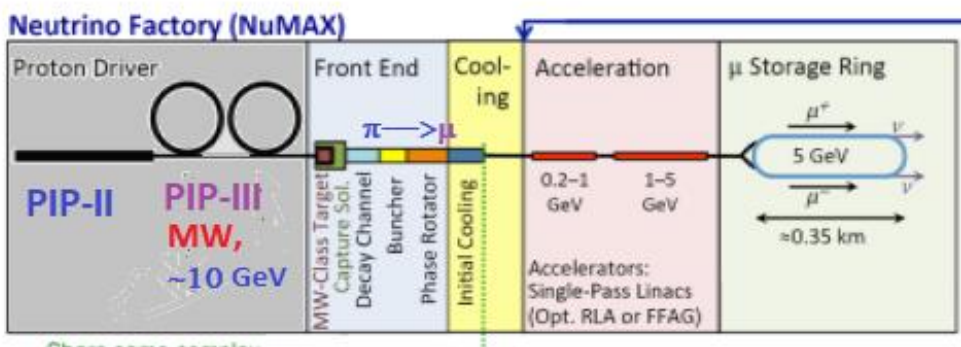 Neutrino Factory (NuMAX)
Proton Driver
PIP-II
PIP-III
MW,
~10 GeV
Front End
π—>μ
MW-Class Target
Capture Sol.
Decay Channel
Buncher
Phase Rotator
Cool-
ing
Initial Cooling
Acceleration
0.2–1
GeV
1–5
GeV
Accelerators:
Single-Pass Linacs
(Opt. RLA or FFAG)
μ Storage Ring
μ⁺
ν
5 GeV
μ⁻
ν
≈0.35 km